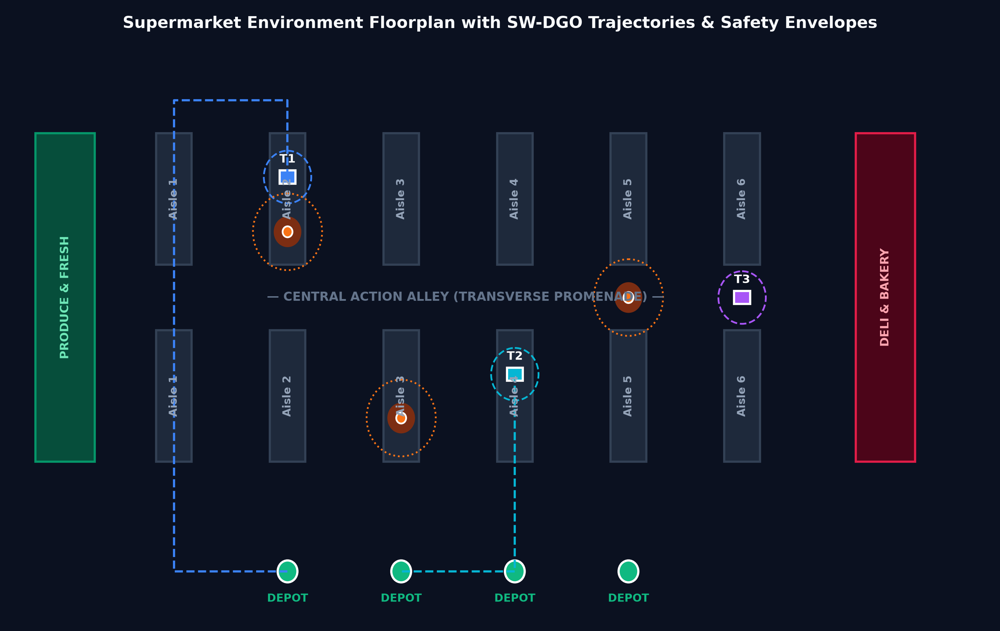 Supermarket Environment Floorplan with SW-DGO Trajectories & Safety Envelopes
T1
Aisle 1
Aisle 2
Aisle 3
Aisle 4
Aisle 5
Aisle 6
PRODUCE & FRESH
— CENTRAL ACTION ALLEY (TRANSVERSE PROMENADE) —
T3
DELI & BAKERY
T2
Aisle 1
Aisle 2
Aisle 3
Aisle 4
Aisle 5
Aisle 6
DEPOT
DEPOT
DEPOT
DEPOT